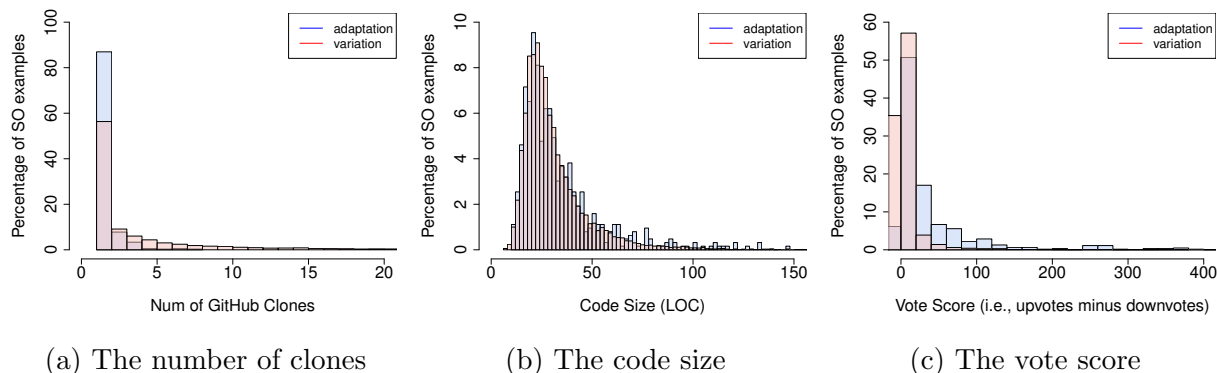 Percentage of SO examples
100
80
60
40
20
0
0 5 10 15 20
Num of GitHub Clones
adaptation
variation
(a) The number of clones
Percentage of SO examples
10
8
6
4
2
0
0 50 100 150
Code Size (LOC)
adaptation
variation
(b) The code size
Percentage of SO examples
60
50
40
30
20
10
0
0 100 200 300 400
Vote Score (i.e., upvotes minus downvotes)
adaptation
variation
(c) The vote score